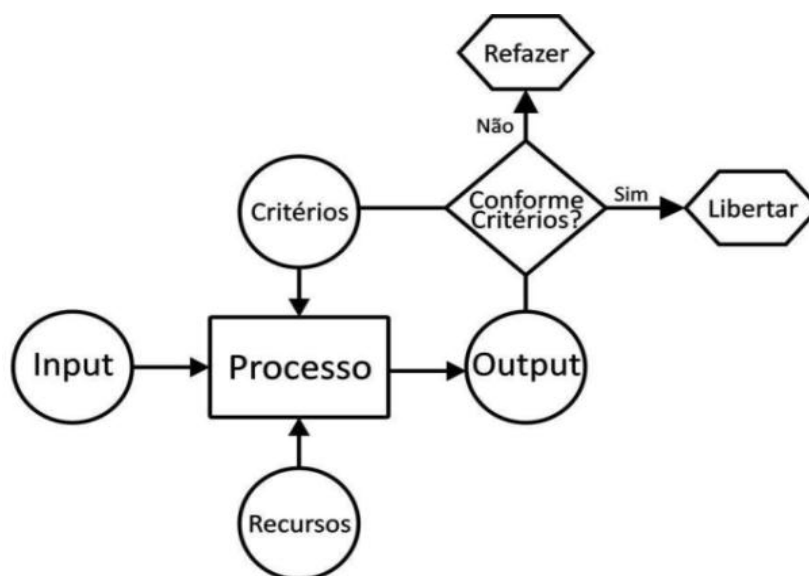 Refazer
Não
Critérios
Conforme
Critérios?
Sim
Libertar
Input
Processo
Output
Recursos